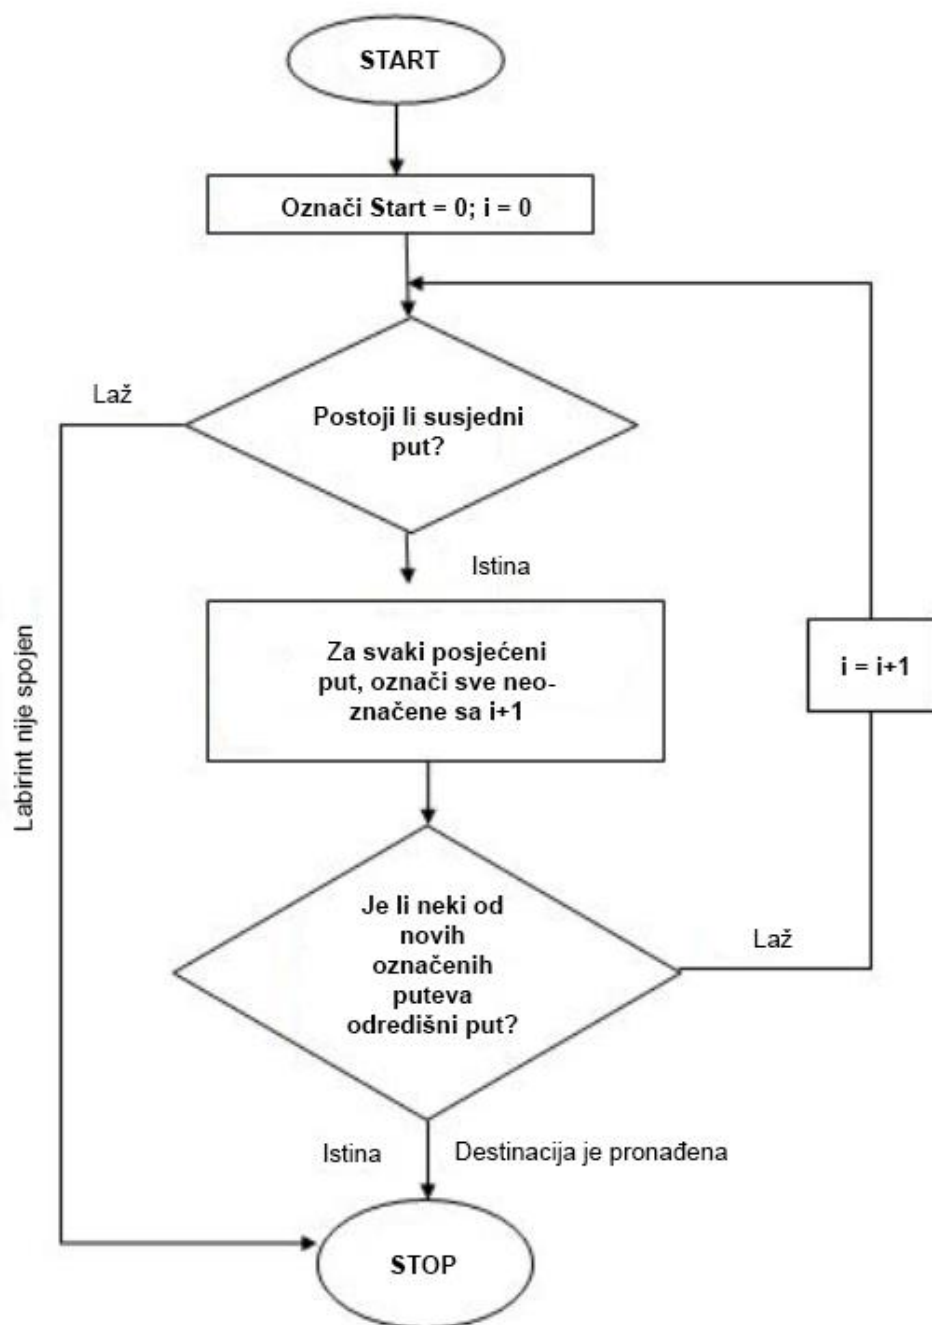 START
Označi Start = 0; i = 0
Laž
Postoji li susjedni
put?
Istina
Za svaki posjećeni
put, označi sve neo-
značene sa i+1
i = i+1
Labirint nije spojen
Je li neki od
novih
označenih
puteva
odredišni put?
Laž
Istina
Destinacija je pronađena
STOP